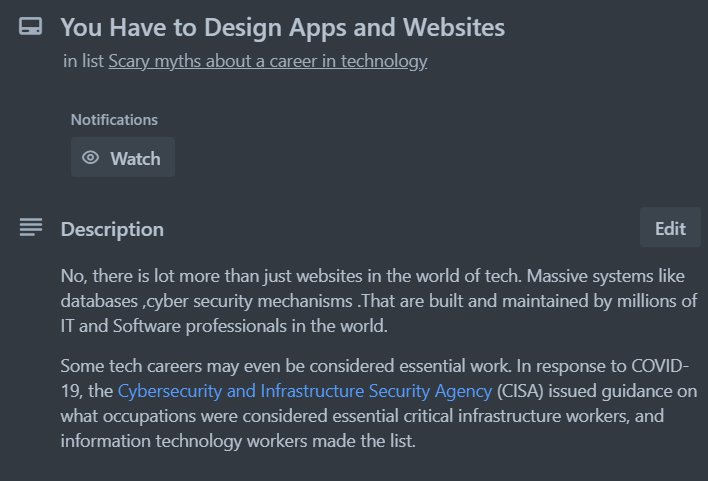 You Have to Design Apps and Websites
in list Scary myths about a career in technology
Notifications
Watch
Description
Edit
No, there is lot more than just websites in the world of tech. Massive systems like
databases ,cyber security mechanisms .That are built and maintained by millions of
IT and Software professionals in the world.
Some tech careers may even be considered essential work. In response to COVID-
19, the Cybersecurity and Infrastructure Security Agency (CISA) issued guidance on
what occupations were considered essential critical infrastructure workers, and
information technology workers made the list.